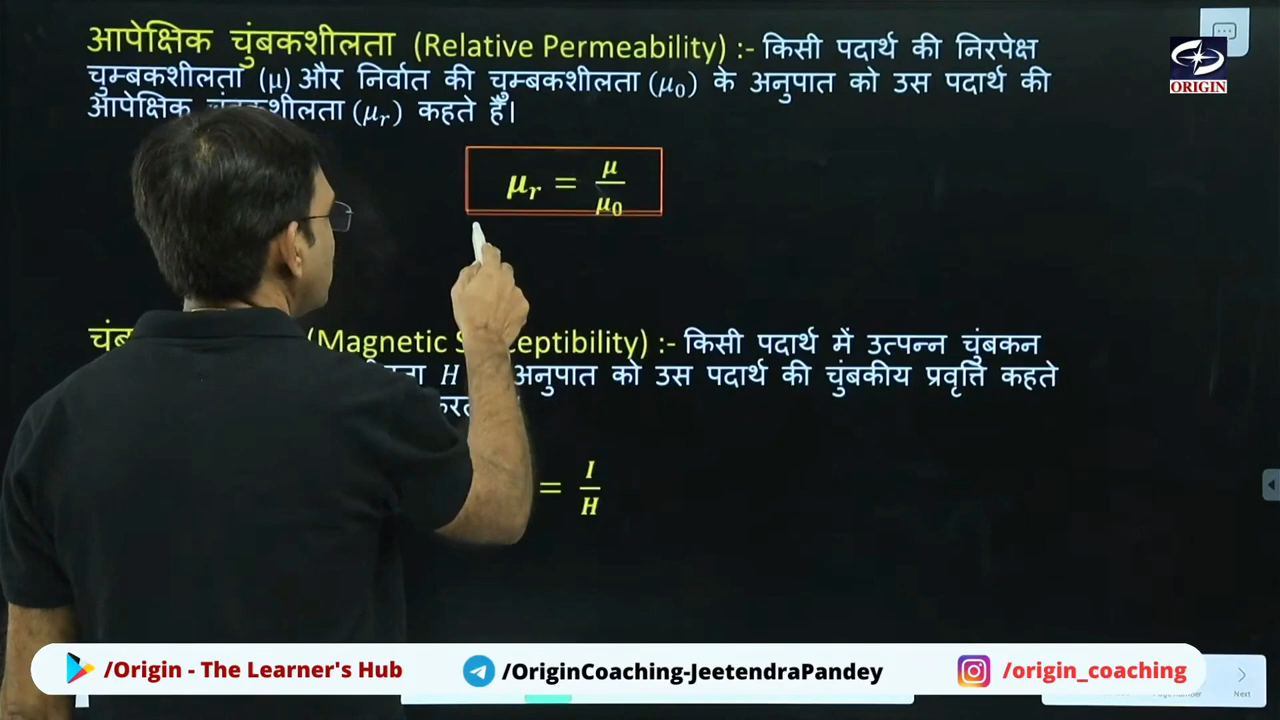 आपेक्षिक चुंबकशीलता (Relative Permeability) :- किसी पदार्थ की निरपेक्ष
चुम्बकशीलता (μ) और निर्वात की चुम्बकशीलता (μ₀) के अनुपात को उस पदार्थ की
आपेक्षिक चुंबकशीलता (μᵣ) कहते हैं।
μᵣ = μ/μ₀
(Magnetic :- किसी पदार्थ में उत्पन्न चुंबकन
H अनुपात को उस पदार्थ की चुंबकीय प्रवृत्ति कहते
= I/H
ORIGIN
/Origin - The Learner's Hub
/OriginCoaching-JeetendraPandey
/origin_coaching
Next